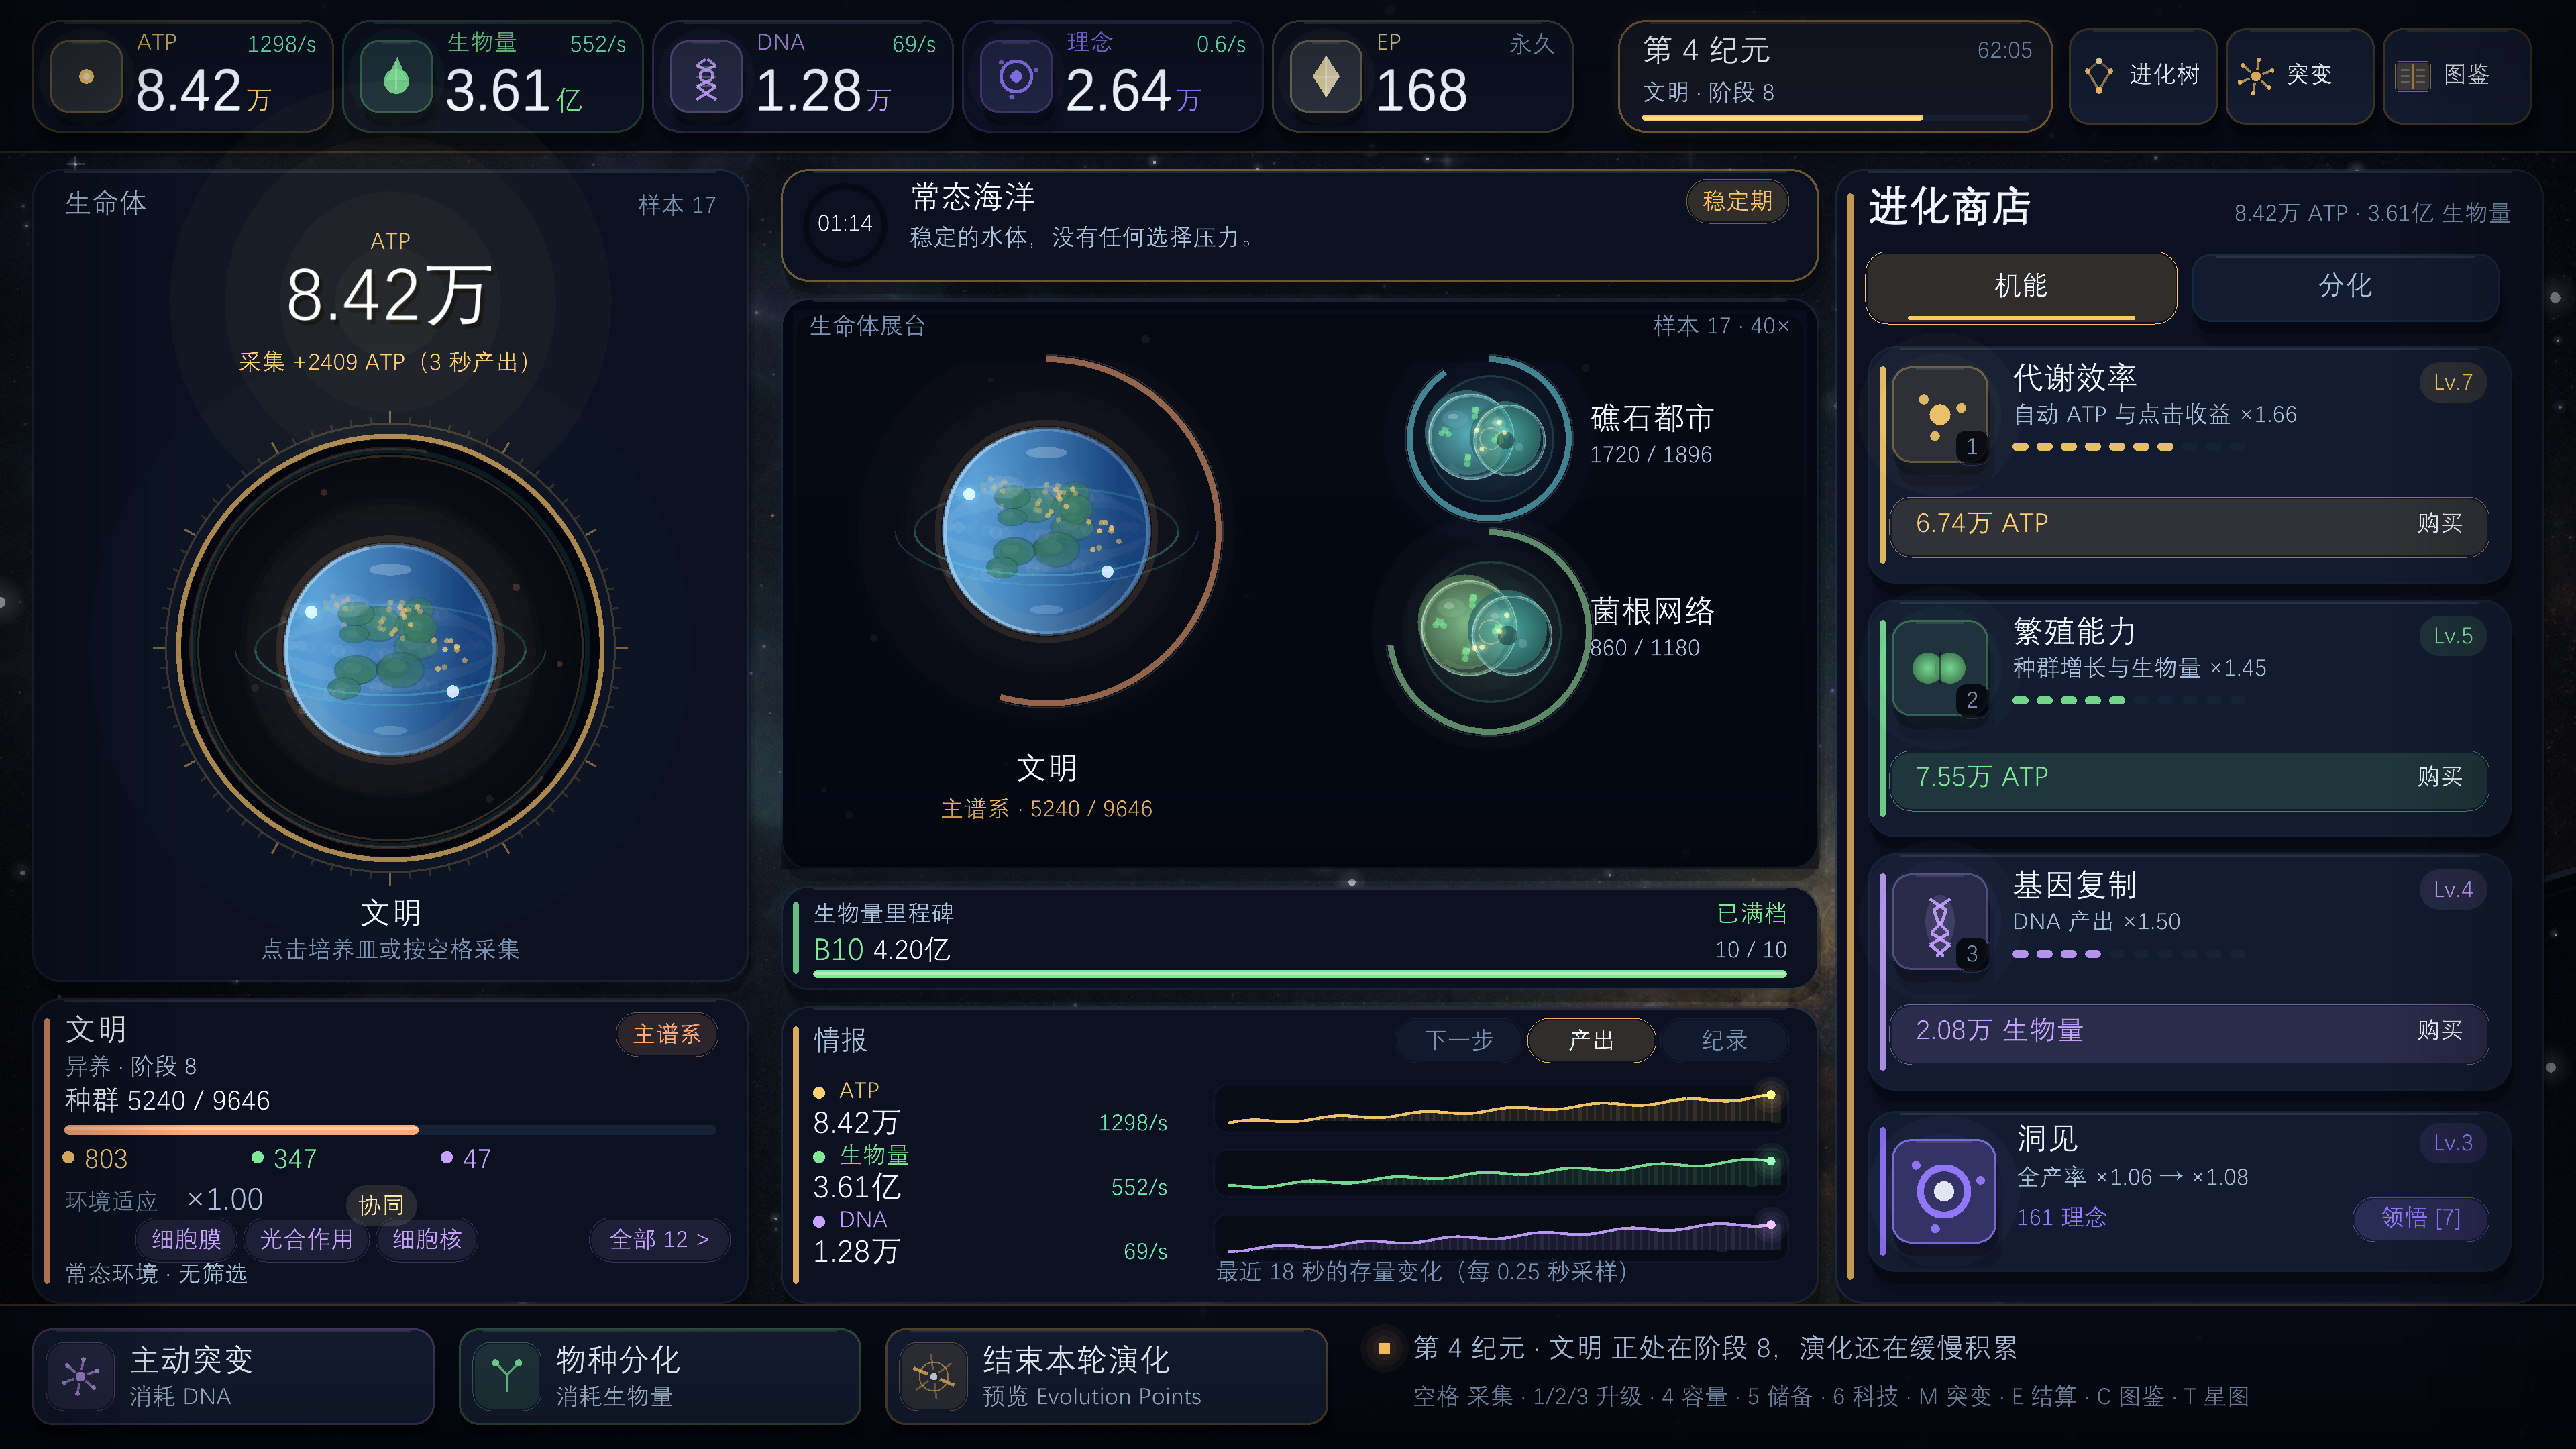 ATP 1298/s
8.42万
生物量 552/s
3.61亿
DNA 69/s
1.28万
理念 0.6/s
2.64万
EP 永久
168
第 4 纪元 62:05
文明 · 阶段 8
进化树
突变
图鉴
生命体 样本 17
ATP
8.42万
采集 +2409 ATP（3 秒产出）
文明
点击培养皿或按空格采集
文明 主谱系
异养 · 阶段 8
种群 5240 / 9646
803 347 47
环境适应 ×1.00 协同
细胞膜 光合作用 细胞核 全部 12 >
常态环境 · 无筛选
01:14
常态海洋 稳定期
稳定的水体，没有任何选择压力。
生命体展台 样本 17 · 40×
礁石都市
1720 / 1896
菌根网络
860 / 1180
文明
主谱系 · 5240 / 9646
生物量里程碑 已满档
B10 4.20亿 10 / 10
情报 下一步 产出 纪录
ATP
8.42万 1298/s
生物量
3.61亿 552/s
DNA
1.28万 69/s
最近 18 秒的存量变化（每 0.25 秒采样）
进化商店 8.42万 ATP · 3.61亿 生物量
机能 分化
代谢效率 Lv.7
自动 ATP 与点击收益 ×1.66
1
6.74万 ATP 购买
繁殖能力 Lv.5
种群增长与生物量 ×1.45
2
7.55万 ATP 购买
基因复制 Lv.4
DNA 产出 ×1.50
3
2.08万 生物量 购买
洞见 Lv.3
全产率 ×1.06 → ×1.08
161 理念 领悟 [7]
主动突变
消耗 DNA
物种分化
消耗生物量
结束本轮演化
预览 Evolution Points
第 4 纪元 · 文明 正处在阶段 8，演化还在缓慢积累
空格 采集 · 1/2/3 升级 · 4 容量 · 5 储备 · 6 科技 · M 突变 · E 结算 · C 图鉴 · T 星图